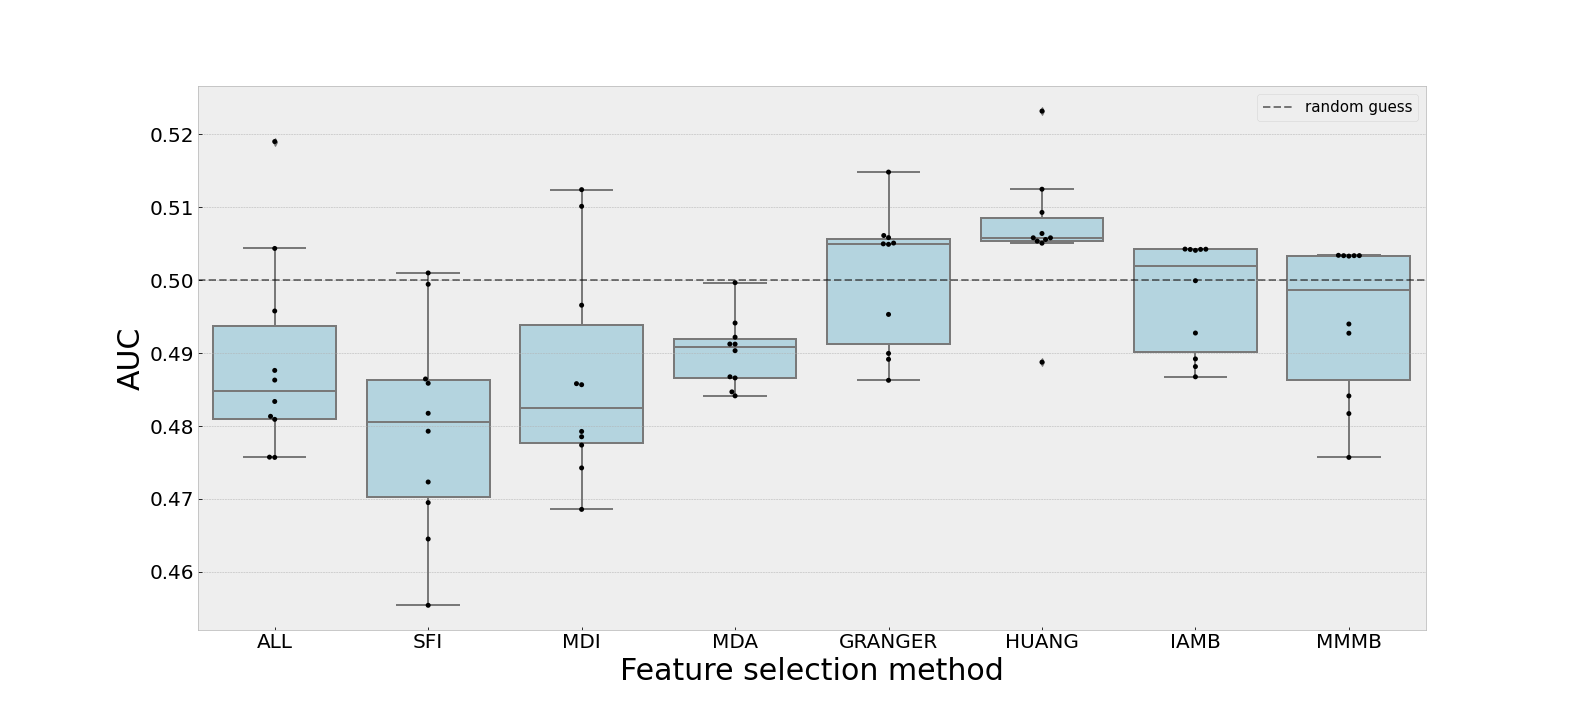 random guess
0.52
0.51
0.50
0.49
0.48
0.47
0.46
AUC
ALL SFI MDI MDA GRANGER HUANG IAMB MMMB
Feature selection method